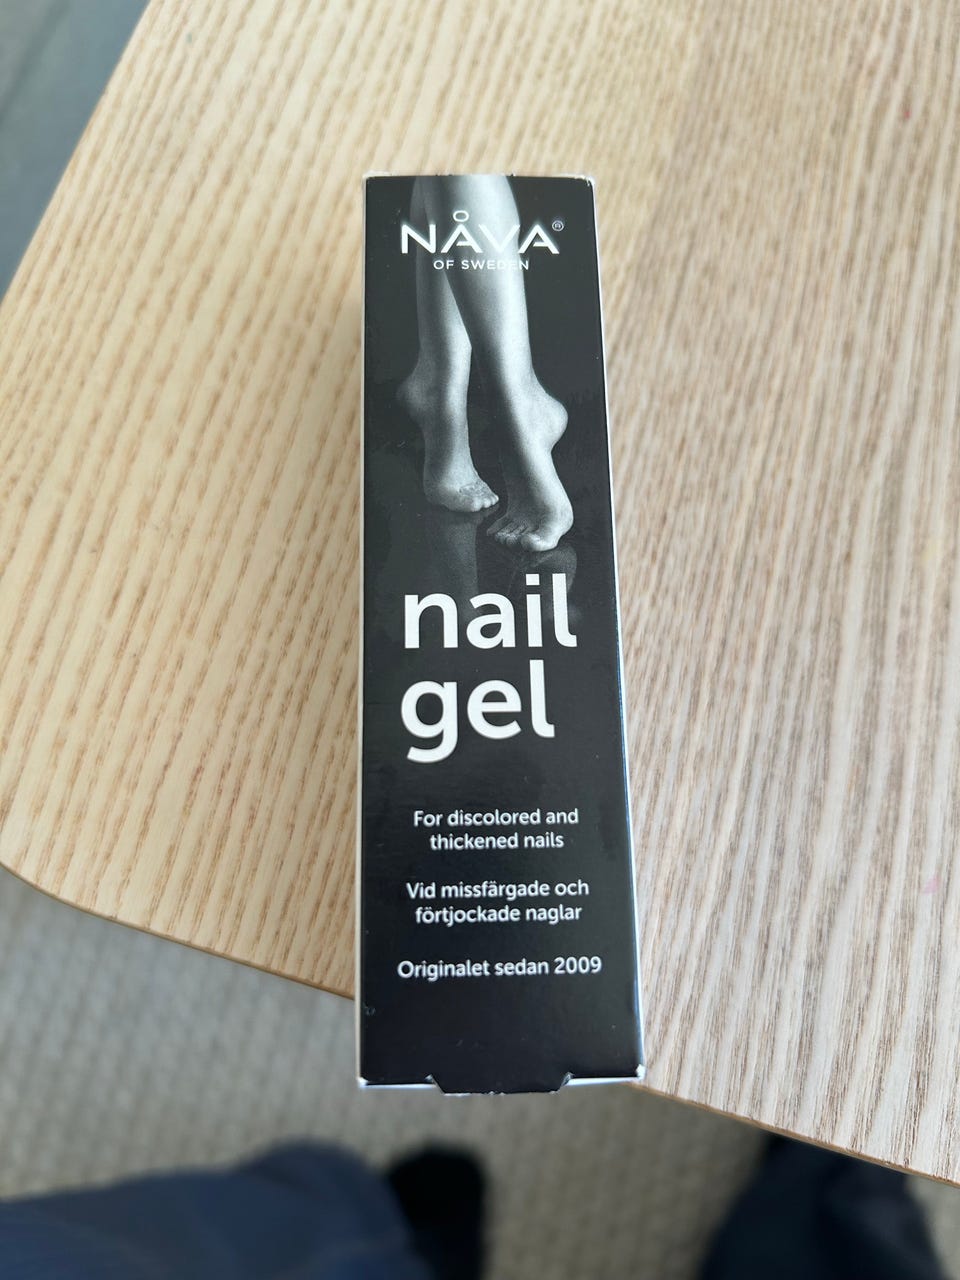 NÅVA®
OF SWEDEN
nail
gel
For discolored and
thickened nails
Vid missfärgade och
förtjockade naglar
Originalet sedan 2009